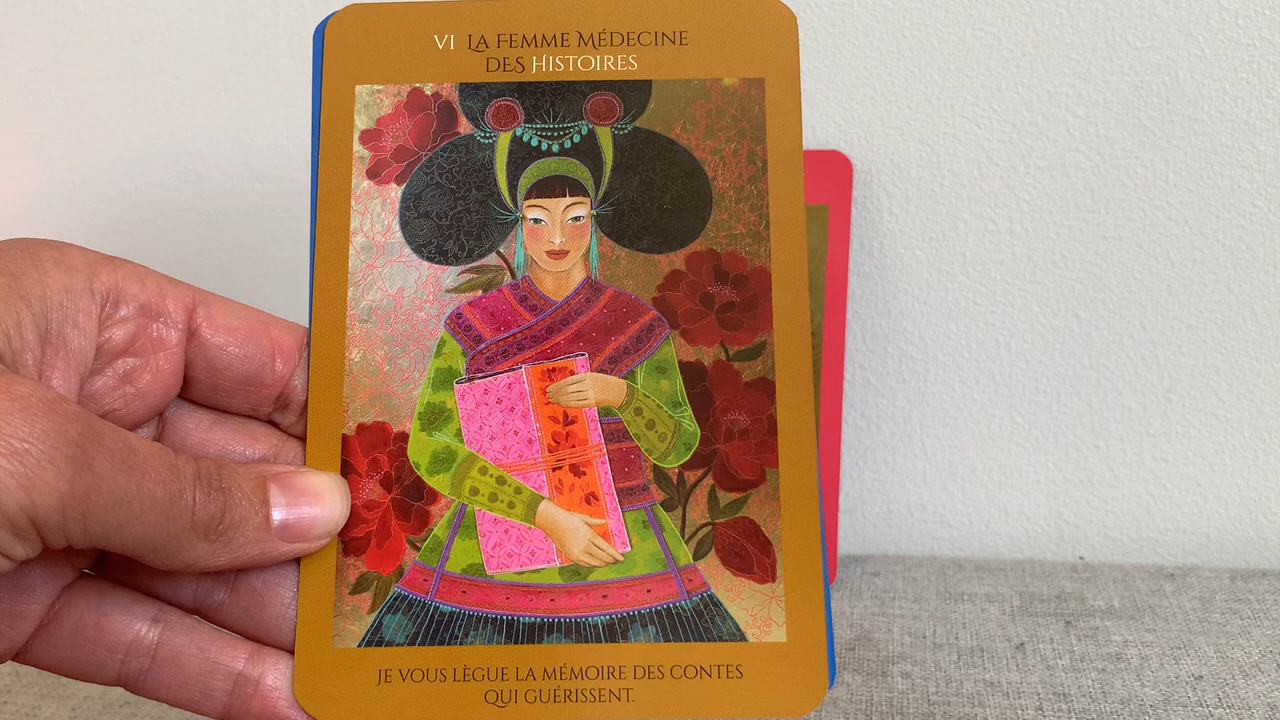 VI LA FEMME MÉDECINE
DES HISTOIRES
JE VOUS LÈGUE LA MÉMOIRE DES CONTES
QUI GUÉRISSENT.